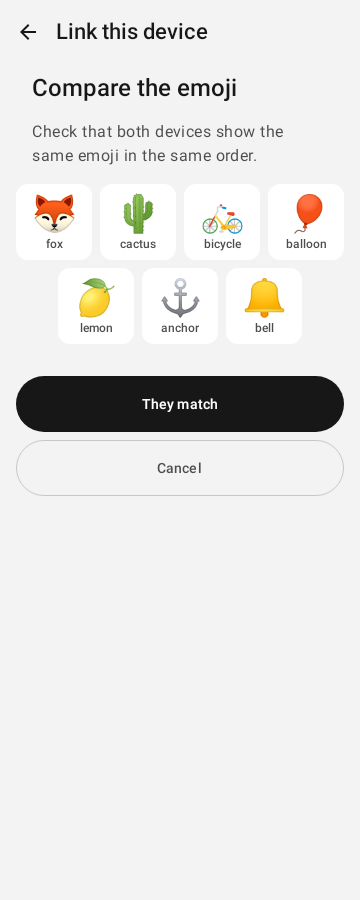 Link this device
Compare the emoji
Check that both devices show the
same emoji in the same order.
fox cactus bicycle balloon
lemon anchor bell
They match
Cancel